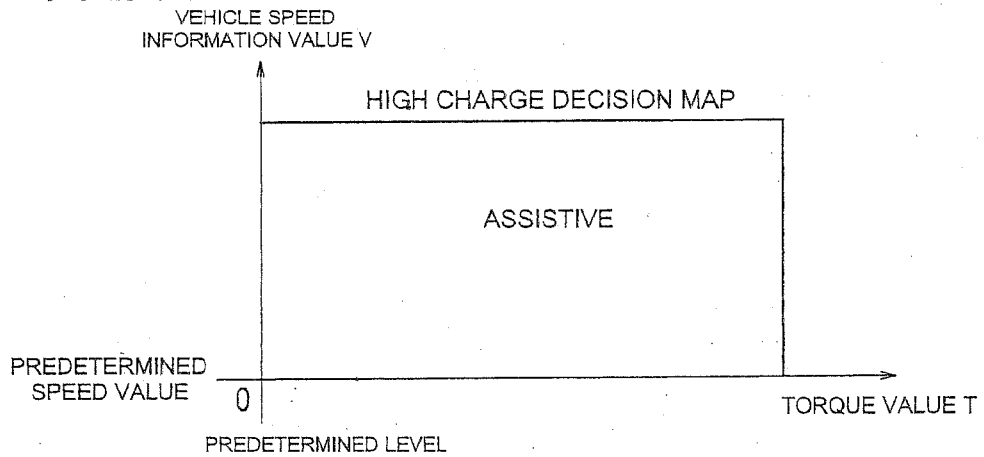 VEHICLE SPEED
INFORMATION VALUE V
HIGH CHARGE DECISION MAP
ASSISTIVE
PREDETERMINED
SPEED VALUE
0
TORQUE VALUE T
PREDETERMINED LEVEL